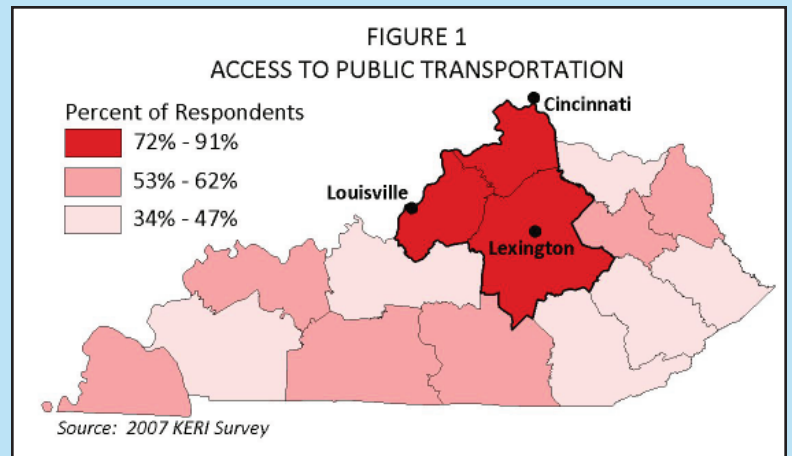 FIGURE 1
ACCESS TO PUBLIC TRANSPORTATION
Percent of Respondents
72% - 91%
53% - 62%
34% - 47%
Cincinnati
Louisville
Lexington
Source: 2007 KERI Survey